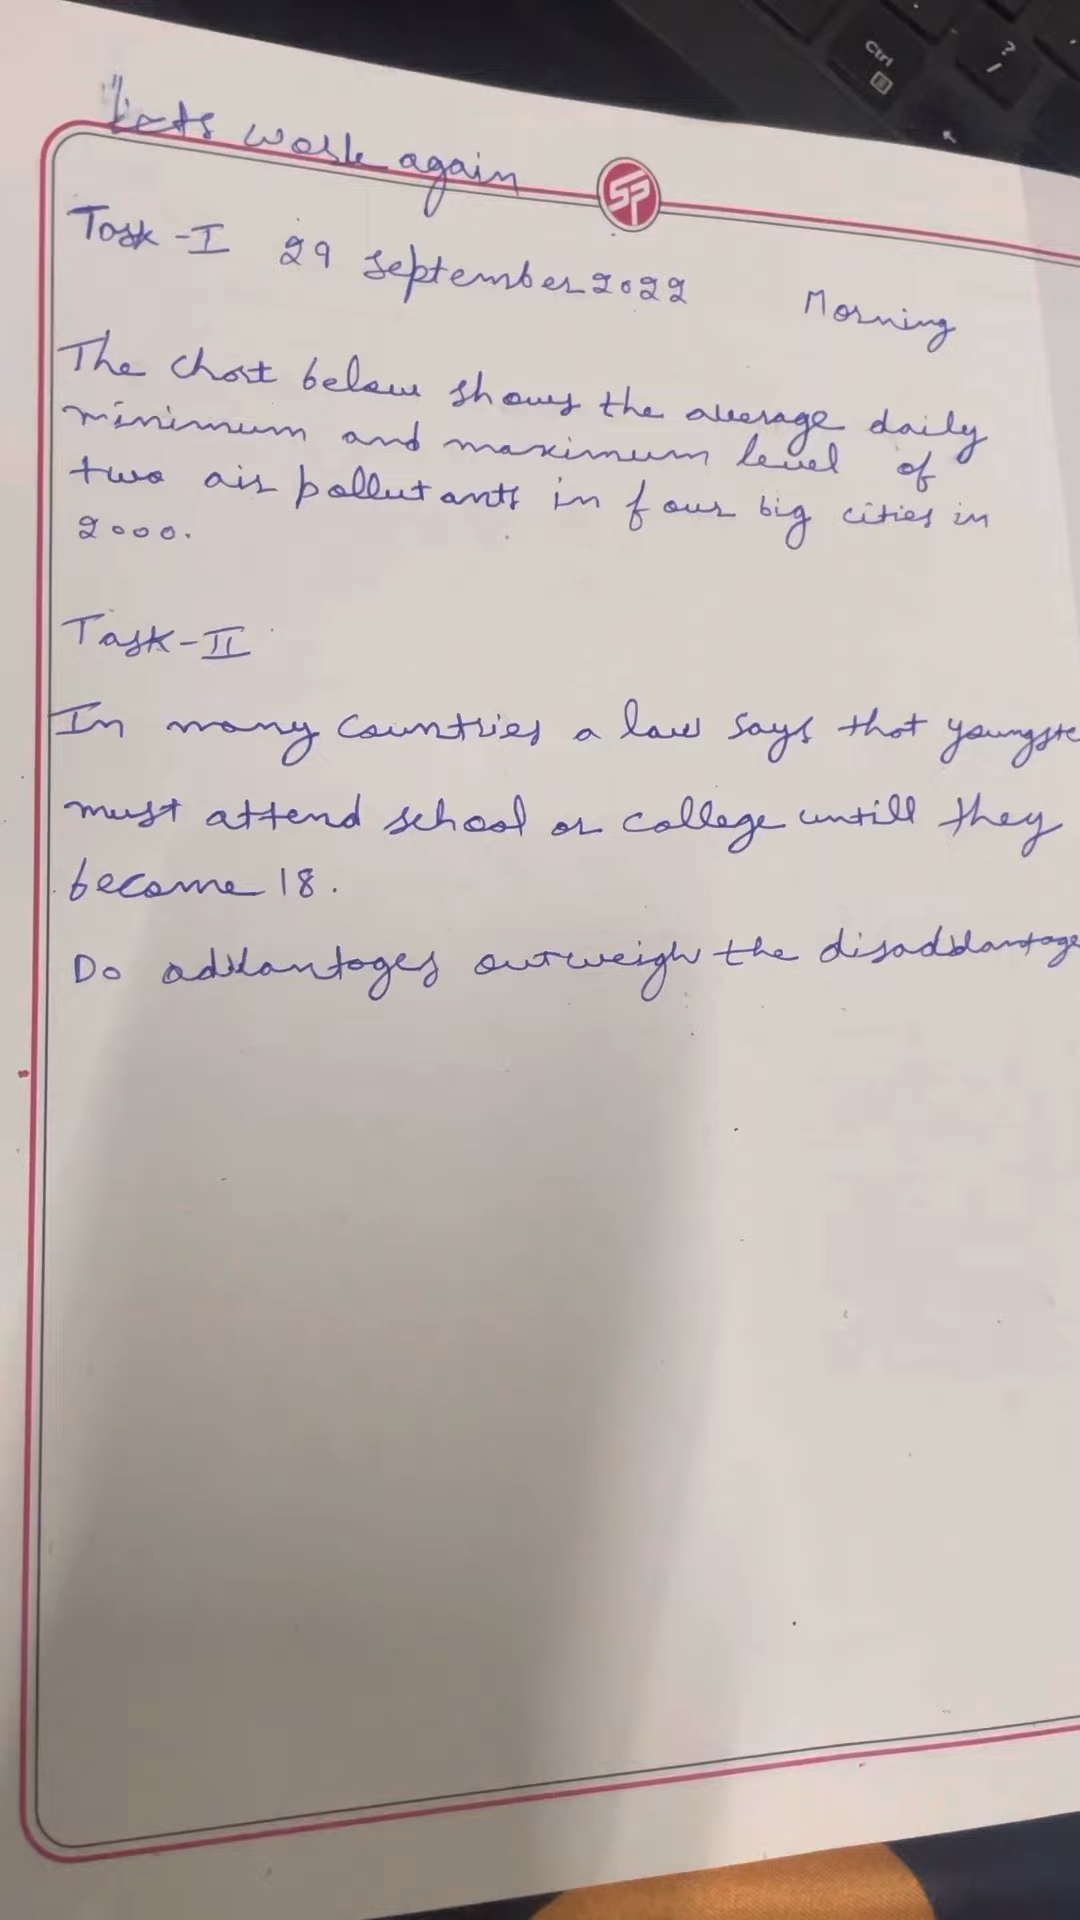 Lets work again
SP
Task-I 29 September 2022 Morning
The chart below shows the average daily
minimum and maximum level of
two air pollutants in four big cities in
2000.
Task-II
In many countries a law says that youngste
must attend school or college untill they
become 18.
Do advantages outweigh the disadvantage
Ctrl
?
/